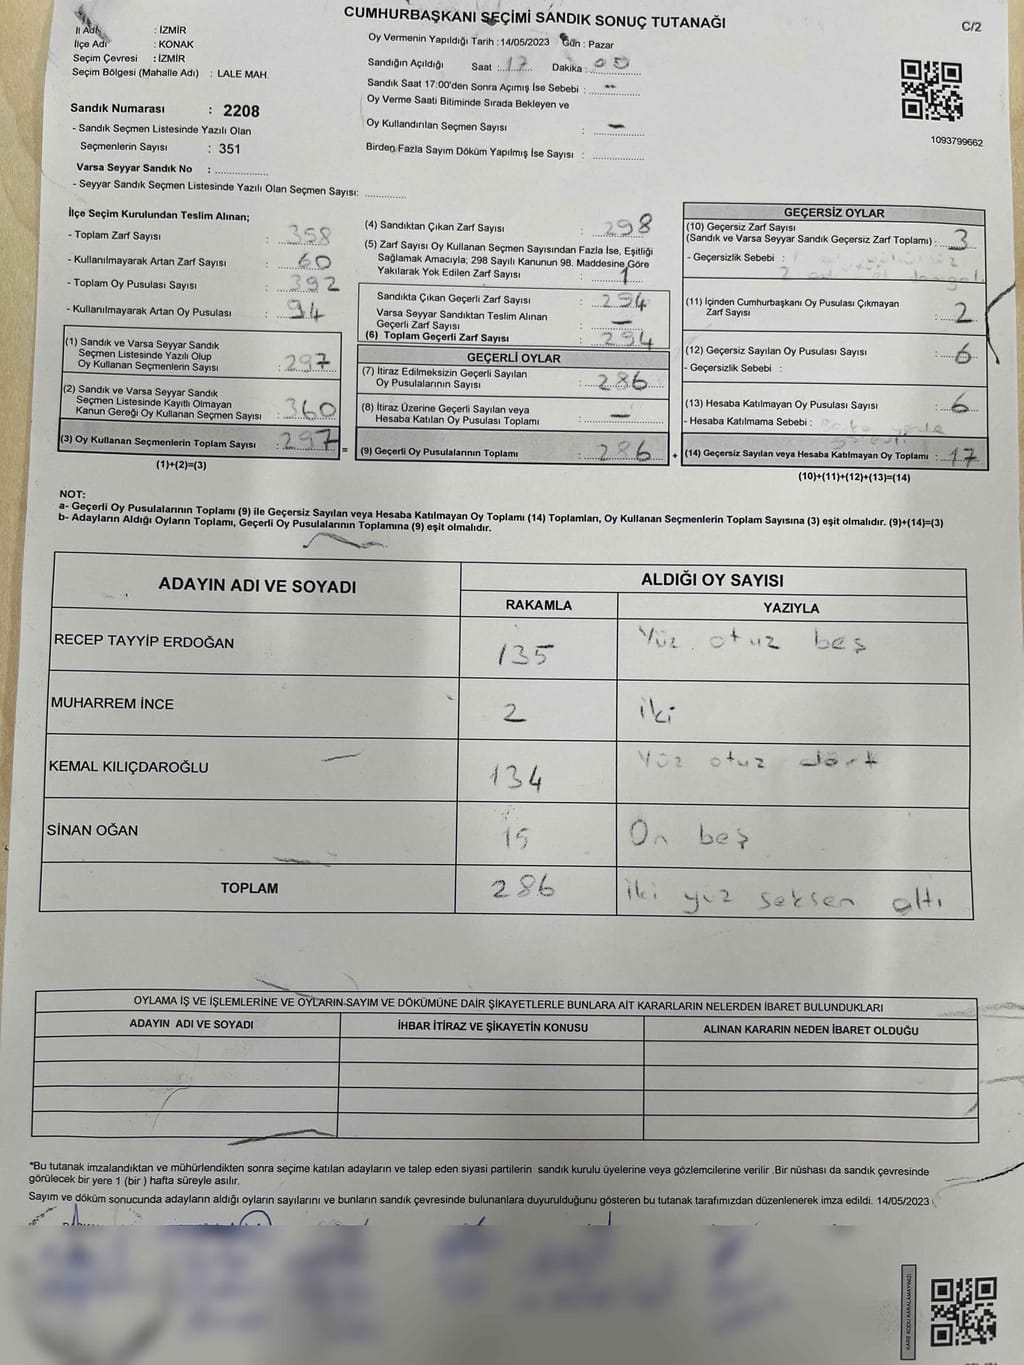 CUMHURBAŞKANI SEÇİMİ SANDIK SONUÇ TUTANAĞI
C/2
İl Adı : İZMİR
İlçe Adı : KONAK
Seçim Çevresi : İZMİR
Seçim Bölgesi (Mahalle Adı) : LALE MAH.
Sandık Numarası : 2208
- Sandık Seçmen Listesinde Yazılı Olan
Seçmenlerin Sayısı : 351
Varsa Seyyar Sandık No :
- Seyyar Sandık Seçmen Listesinde Yazılı Olan Seçmen Sayısı:
Oy Vermenin Yapıldığı Tarih : 14/05/2023 Gün : Pazar
Sandığın Açıldığı Saat : 17 Dakika : 00
Sandık Saat 17:00'den Sonra Açımış İse Sebebi : -
Oy Verme Saati Bitiminde Sırada Bekleyen ve
Oy Kullandırılan Seçmen Sayısı : -
Birden Fazla Sayım Döküm Yapılmış İse Sayısı :
1093799662
İlçe Seçim Kurulundan Teslim Alınan;
- Toplam Zarf Sayısı : 358
- Kullanılmayarak Artan Zarf Sayısı : 60
- Toplam Oy Pusulası Sayısı : 392
- Kullanılmayarak Artan Oy Pusulası : 94
(1) Sandık ve Varsa Seyyar Sandık
Seçmen Listesinde Yazılı Olup
Oy Kullanan Seçmenlerin Sayısı : 297
(2) Sandık ve Varsa Seyyar Sandık
Seçmen Listesinde Kayıtlı Olmayan
Kanun Gereği Oy Kullanan Seçmen Sayısı : 360
(3) Oy Kullanan Seçmenlerin Toplam Sayısı : 297 =
(1)+(2)=(3)
(4) Sandıktan Çıkan Zarf Sayısı : 298
(5) Zarf Sayısı Oy Kullanan Seçmen Sayısından Fazla İse, Eşitliği
Sağlamak Amacıyla; 298 Sayılı Kanunun 98. Maddesine Göre
Yakılarak Yok Edilen Zarf Sayısı : 1
Sandıkta Çıkan Geçerli Zarf Sayısı : 294
Varsa Seyyar Sandıktan Teslim Alınan
Geçerli Zarf Sayısı : -
(6) Toplam Geçerli Zarf Sayısı : 294
GEÇERLİ OYLAR
(7) İtiraz Edilmeksizin Geçerli Sayılan
Oy Pusulalarının Sayısı : 286
(8) İtiraz Üzerine Geçerli Sayılan veya
Hesaba Katılan Oy Pusulası Toplamı : -
(9) Geçerli Oy Pusulalarının Toplamı : 286 +
GEÇERSİZ OYLAR
(10) Geçersiz Zarf Sayısı
(Sandık ve Varsa Seyyar Sandık Geçersiz Zarf Toplamı) : 3
- Geçersizlik Sebebi :
(11) İçinden Cumhurbaşkanı Oy Pusulası Çıkmayan
Zarf Sayısı : 2
(12) Geçersiz Sayılan Oy Pusulası Sayısı : 6
- Geçersizlik Sebebi :
(13) Hesaba Katılmayan Oy Pusulası Sayısı : 6
- Hesaba Katılmama Sebebi :
(14) Geçersiz Sayılan veya Hesaba Katılmayan Oy Toplamı : 17
(10)+(11)+(12)+(13)=(14)
NOT:
a- Geçerli Oy Pusulalarının Toplamı (9) ile Geçersiz Sayılan veya Hesaba Katılmayan Oy Toplamı (14) Toplamları, Oy Kullanan Seçmenlerin Toplam Sayısına (3) eşit olmalıdır. (9)+(14)=(3)
b- Adayların Aldığı Oyların Toplamı, Geçerli Oy Pusulalarının Toplamına (9) eşit olmalıdır.
ADAYIN ADI VE SOYADI ALDIĞI OY SAYISI
RAKAMLA YAZIYLA
RECEP TAYYİP ERDOĞAN 135 Yüz otuz beş
MUHARREM İNCE 2 iki
KEMAL KILIÇDAROĞLU 134 Yüz otuz dört
SİNAN OĞAN 15 On beş
TOPLAM 286 iki yuz seksen altı
OYLAMA İŞ VE İŞLEMLERİNE VE OYLARIN SAYIM VE DÖKÜMÜNE DAİR ŞİKAYETLERLE BUNLARA AİT KARARLARIN NELERDEN İBARET BULUNDUKLARI
ADAYIN ADI VE SOYADI İHBAR İTİRAZ VE ŞİKAYETİN KONUSU ALINAN KARARIN NEDEN İBARET OLDUĞU
*Bu tutanak imzalandıktan ve mühürlendikten sonra seçime katılan adayların ve talep eden siyasi partilerin sandık kurulu üyelerine veya gözlemcilerine verilir .Bir nüshası da sandık çevresinde
görülecek bir yere 1 (bir ) hafta süreyle asılır.
Sayım ve döküm sonucunda adayların aldığı oyların sayılarını ve bunların sandık çevresinde bulunanlara duyurulduğunu gösteren bu tutanak tarafımızdan düzenlenerek imza edildi. 14/05/2023
KARE KODU KARALAMAYINIZ!